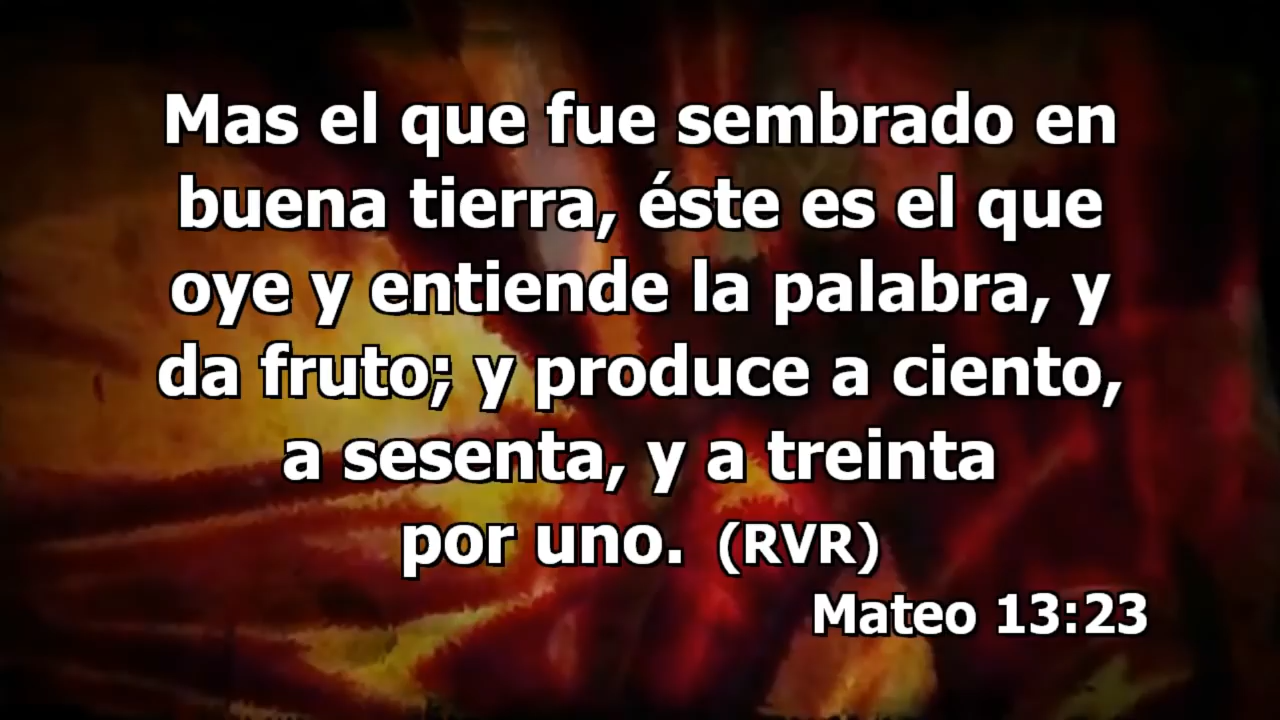 Mas el que fue sembrado en
buena tierra, éste es el que
oye y entiende la palabra, y
da fruto; y produce a ciento,
a sesenta, y a treinta
por uno. (RVR)
Mateo 13:23